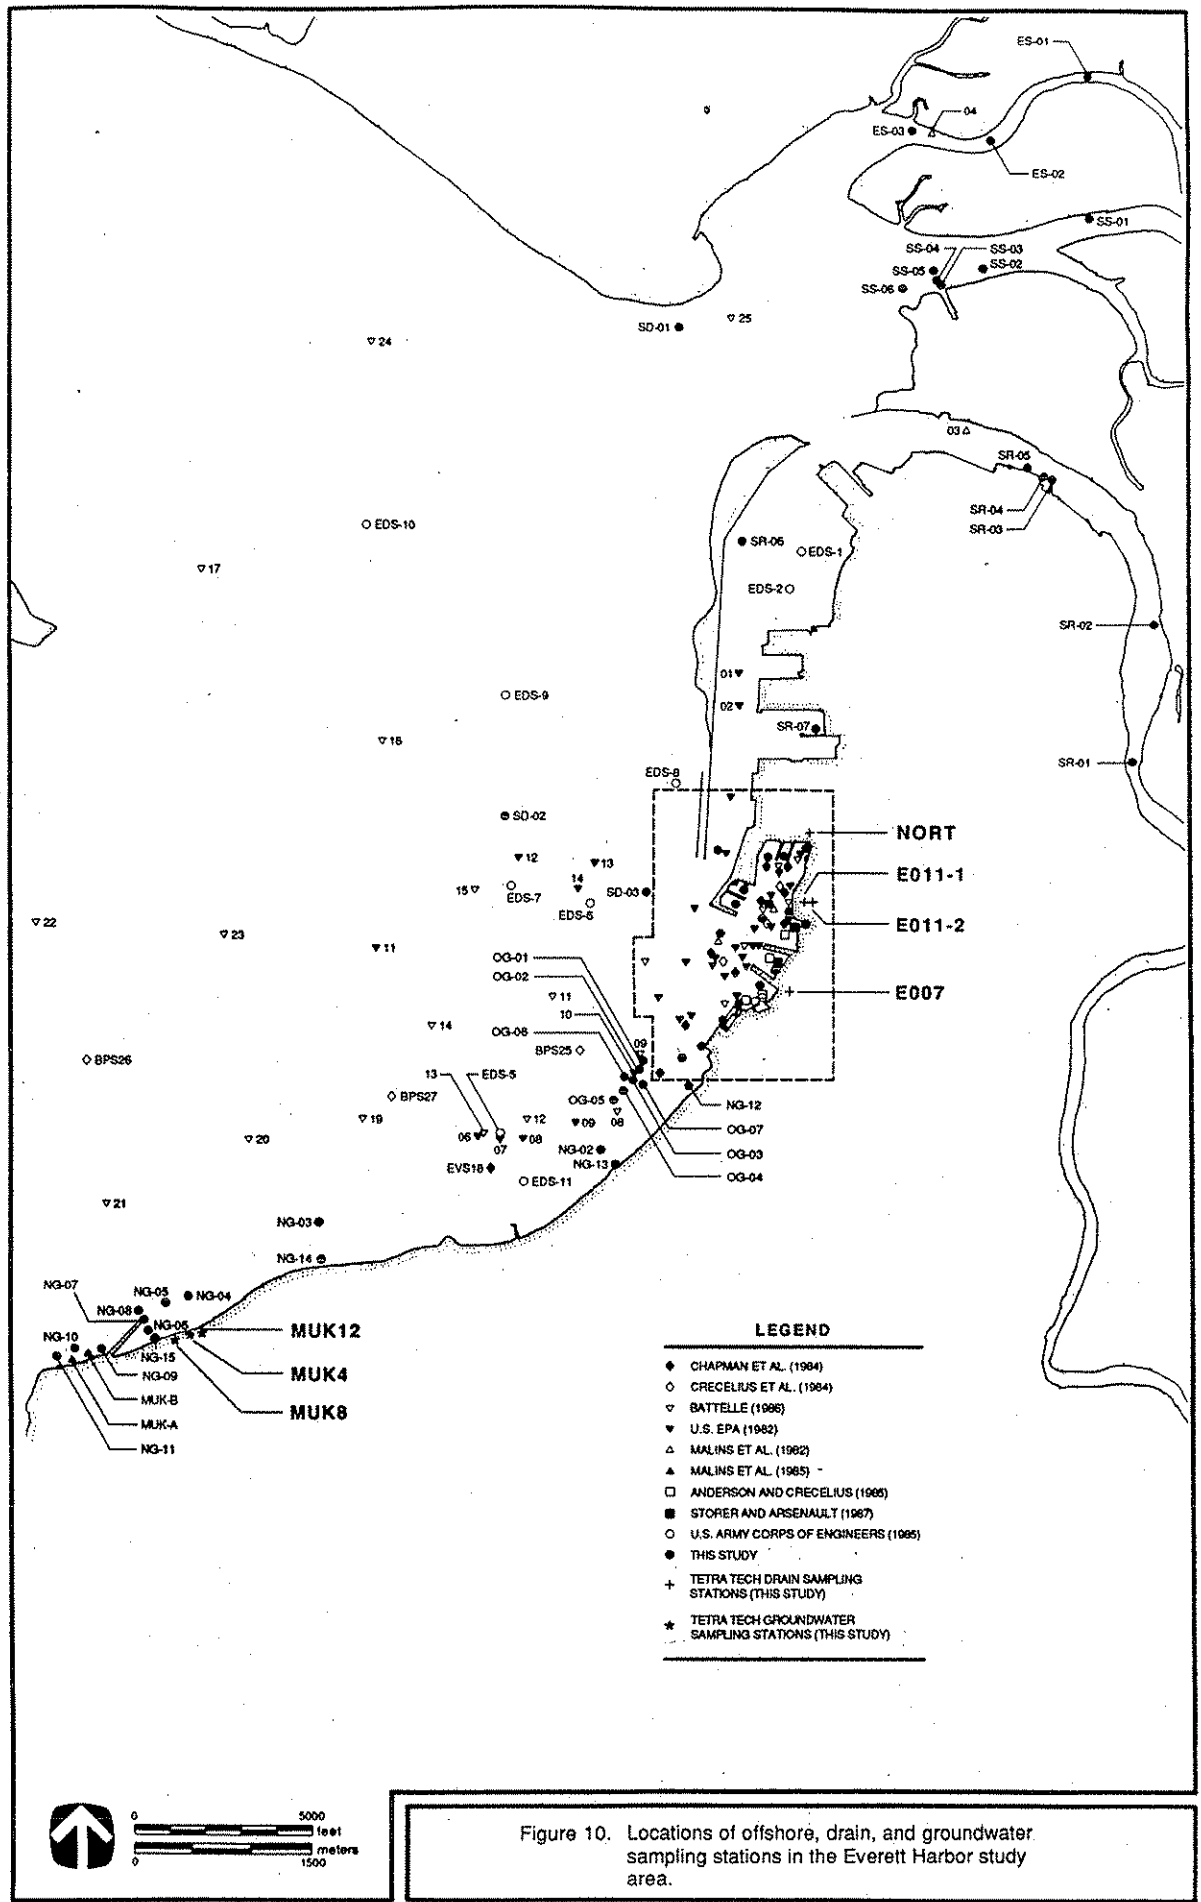 ES-01
04
ES-03
ES-02
SS-01
SS-04
SS-03
SS-05
SS-02
SS-06
SD-01
25
24
03
SR-05
SR-04
SR-03
EDS-10
SR-06
EDS-1
17
EDS-2
SR-02
01
EDS-9
02
SR-07
16
SR-01
EDS-8
SD-02
NORT
12
13
14
E011-1
15
EDS-7
SD-03
EDS-6
22
23
E011-2
11
OG-01
OG-02
E007
11
10
14
OG-06
09
BPS25
BPS26
13
EDS-5
BPS27
OG-05
NG-12
19
12
09
08
OG-07
20
06
07
08
NG-02
OG-03
EVS18
NG-13
OG-04
EDS-11
21
NG-03
NG-14
NG-07
NG-05
NG-04
NG-08
NG-06
MUK12
NG-10
NG-15
MUK4
NG-09
MUK-B
MUK8
MUK-A
NG-11
LEGEND
CHAPMAN ET AL. (1984)
CRECELIUS ET AL. (1984)
BATTELLE (1986)
U.S. EPA (1982)
MALINS ET AL. (1982)
MALINS ET AL. (1985)
ANDERSON AND CRECELIUS (1985)
STORER AND ARSENAULT (1987)
U.S. ARMY CORPS OF ENGINEERS (1985)
THIS STUDY
TETRA TECH DRAIN SAMPLING
STATIONS (THIS STUDY)
TETRA TECH GROUNDWATER
SAMPLING STATIONS (THIS STUDY)
0 5000
feet
meters
0 1500
Figure 10. Locations of offshore, drain, and groundwater
sampling stations in the Everett Harbor study
area.